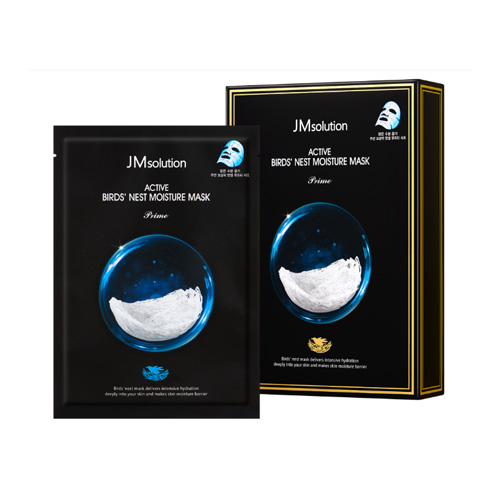 JMsolution
ACTIVE
BIRDS' NEST MOISTURE MASK
Prime
Birds' nest mask delivers intensive hydration
deeply into your skin and makes skin moisture barrier
JMsolution
ACTIVE
BIRDS' NEST MOISTURE MASK
Prime
Birds' nest mask delivers intensive hydration
deeply into your skin and makes skin moisture barrier